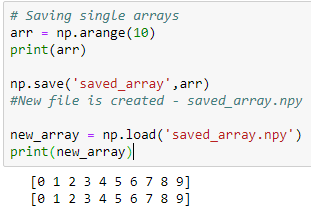 # Saving single arrays
arr = np.arange(10)
print(arr)
np.save('saved_array',arr)
#New file is created - saved_array.npy
new_array = np.load('saved_array.npy')
print(new_array)
[0 1 2 3 4 5 6 7 8 9]
[0 1 2 3 4 5 6 7 8 9]